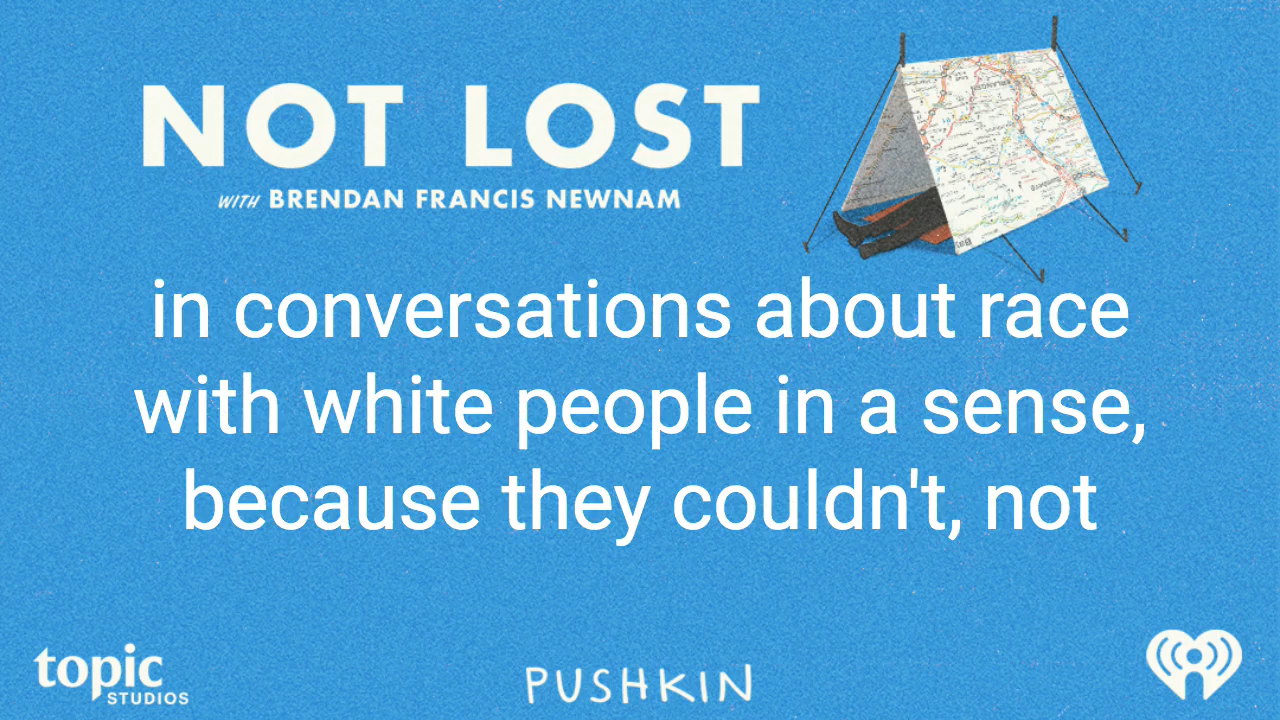 NOT LOST
WITH BRENDAN FRANCIS NEWNAM
in conversations about race
with white people in a sense,
because they couldn't, not
topic
STUDIOS
PUSHKIN